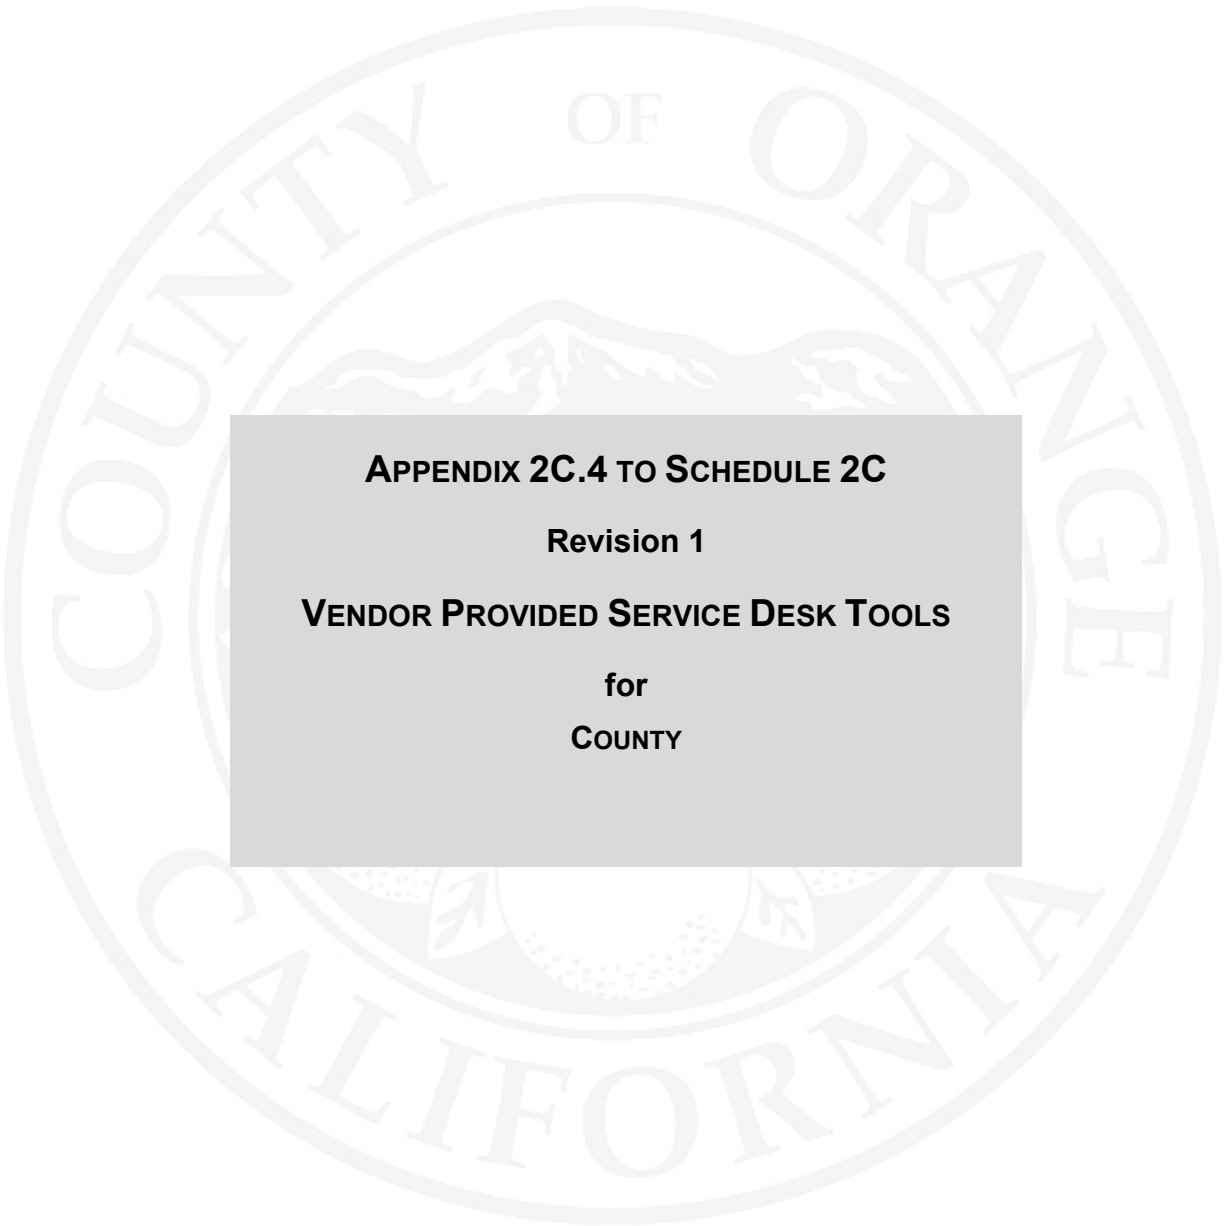 COUNTY OF ORANGE
APPENDIX 2C.4 TO SCHEDULE 2C
Revision 1
VENDOR PROVIDED SERVICE DESK TOOLS
for
COUNTY
CALIFORNIA